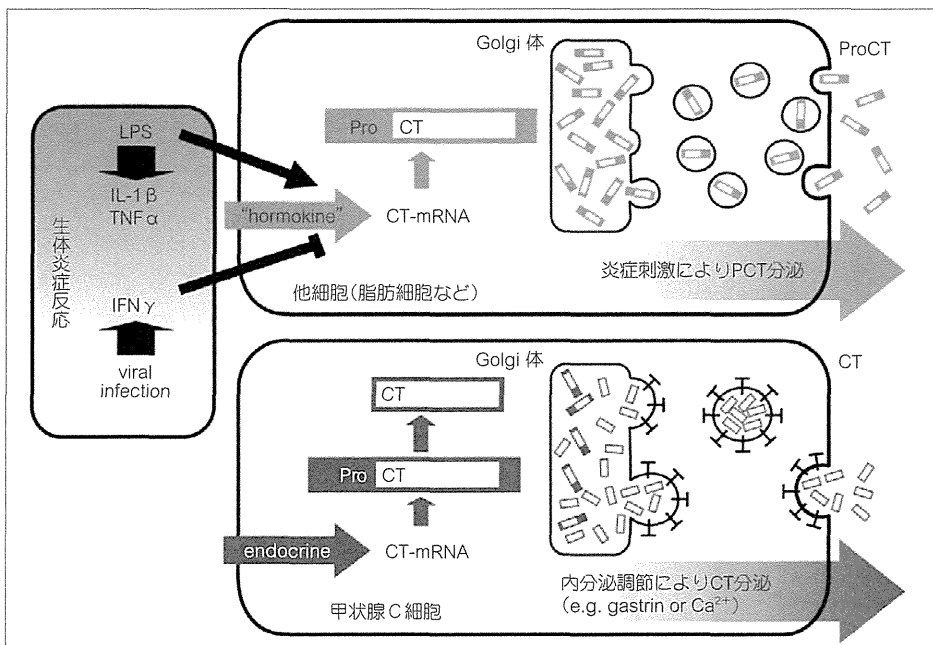 Golgi 体
ProCT
LPS
IL-1β
TNFα
生体炎症反応
IFNγ
viral
infection
Pro
CT
"hormokine"
CT-mRNA
他細胞(脂肪細胞など)
炎症刺激によりPCT分泌
Golgi 体
CT
CT
Pro
CT
endocrine
CT-mRNA
甲状腺C細胞
内分泌調節によりCT分泌
(e.g. gastrin or Ca²⁺)